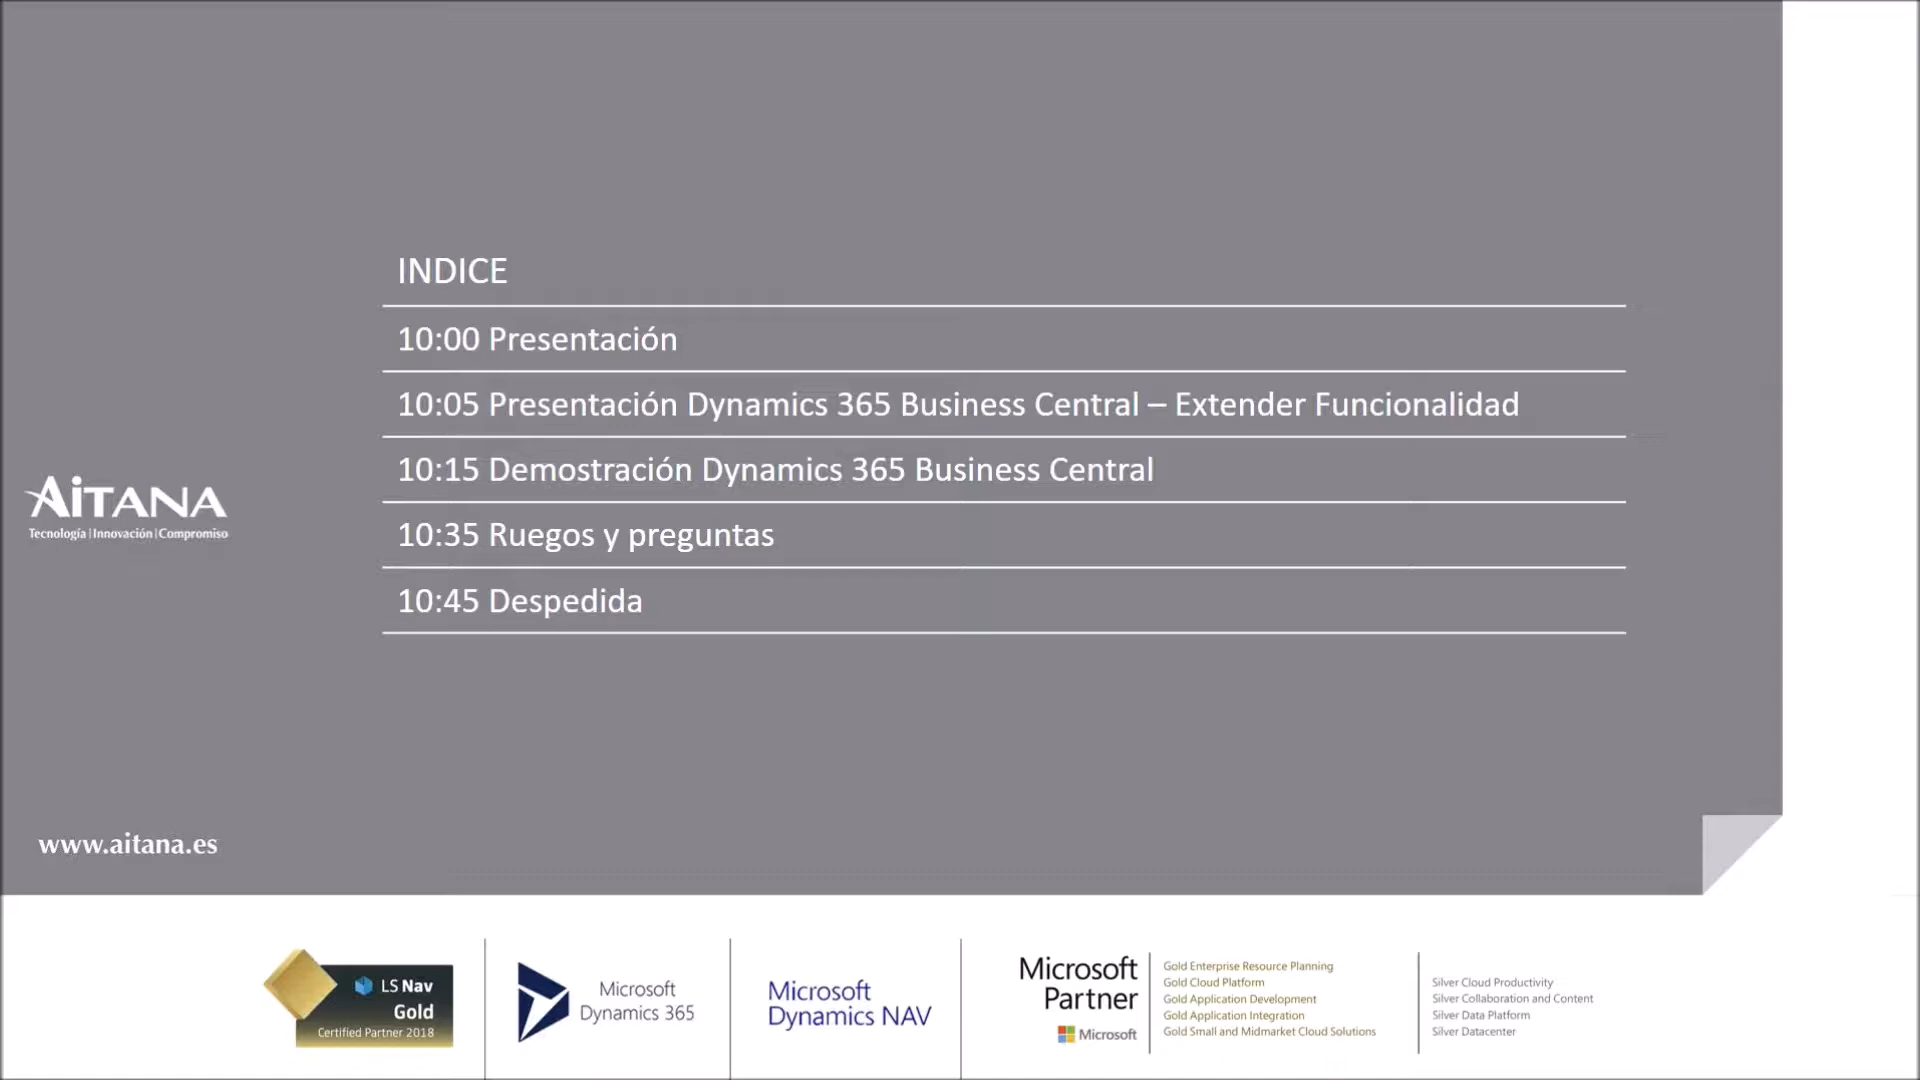 INDICE
10:00 Presentación
10:05 Presentación Dynamics 365 Business Central – Extender Funcionalidad
10:15 Demostración Dynamics 365 Business Central
10:35 Ruegos y preguntas
10:45 Despedida
AiTANA
Tecnología|Innovación|Compromiso
www.aitana.es
LS Nav
Gold
Certified Partner 2018
Microsoft
Dynamics 365
Microsoft
Dynamics NAV
Microsoft
Partner
Microsoft
Gold Enterprise Resource Planning
Gold Cloud Platform
Gold Application Development
Gold Application Integration
Gold Small and Midmarket Cloud Solutions
Silver Cloud Productivity
Silver Collaboration and Content
Silver Data Platform
Silver Datacenter